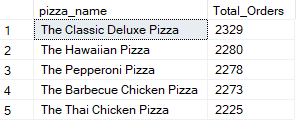 pizza_name Total_Orders
1 The Classic Deluxe Pizza 2329
2 The Hawaiian Pizza 2280
3 The Pepperoni Pizza 2278
4 The Barbecue Chicken Pizza 2273
5 The Thai Chicken Pizza 2225